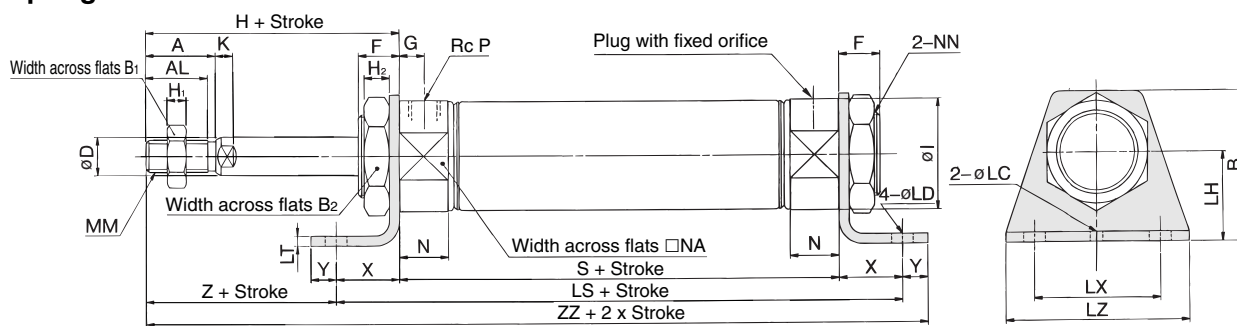 H + Stroke
A
K
F
G
Rc P
Plug with fixed orifice
F
2–NN
Width across flats B1
AL
H2
H1
øD
øI
B
LH
2–øLC
4–øLD
MM
Width across flats B2
LT
N
Width across flats □NA
N
Y
X
S + Stroke
X
Y
LX
Z + Stroke
LS + Stroke
LZ
ZZ + 2 x Stroke